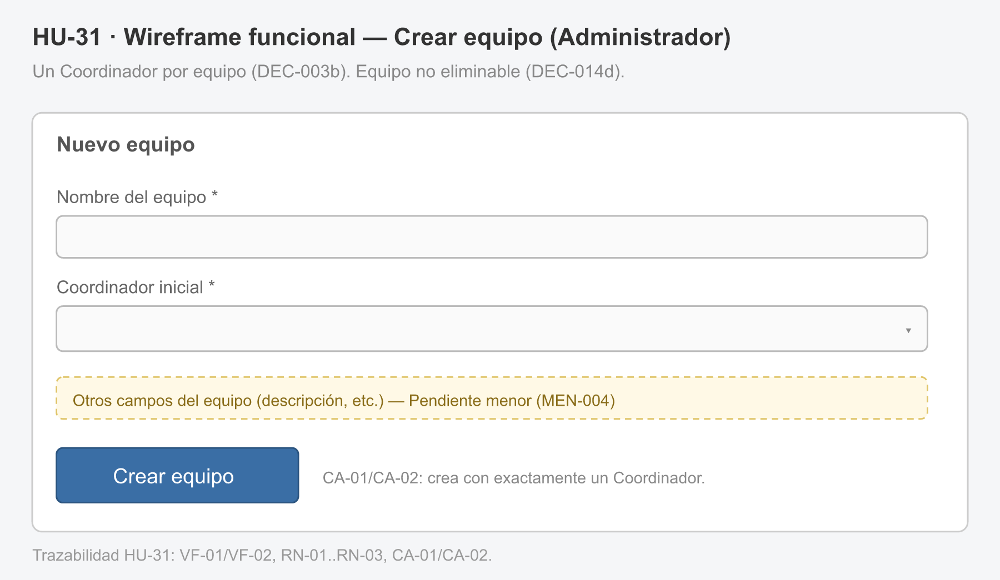 HU-31 · Wireframe funcional — Crear equipo (Administrador)
Un Coordinador por equipo (DEC-003b). Equipo no eliminable (DEC-014d).
Nuevo equipo
Nombre del equipo *
Coordinador inicial *
▼
Otros campos del equipo (descripción, etc.) — Pendiente menor (MEN-004)
Crear equipo
CA-01/CA-02: crea con exactamente un Coordinador.
Trazabilidad HU-31: VF-01/VF-02, RN-01..RN-03, CA-01/CA-02.